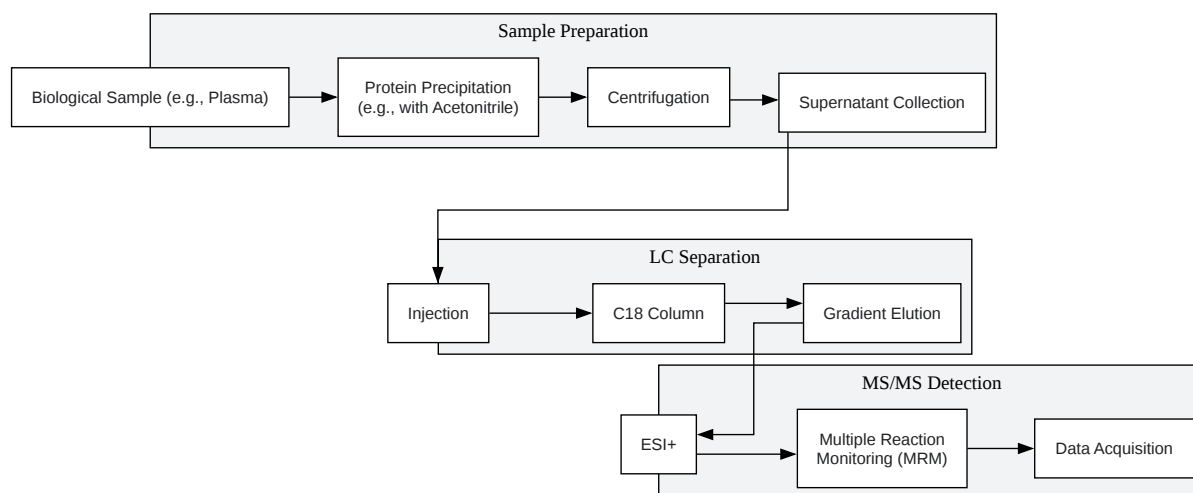 Sample Preparation
Biological Sample (e.g., Plasma)
Protein Precipitation
(e.g., with Acetonitrile)
Centrifugation
Supernatant Collection
LC Separation
Injection
C18 Column
Gradient Elution
MS/MS Detection
ESI+
Multiple Reaction
Monitoring (MRM)
Data Acquisition